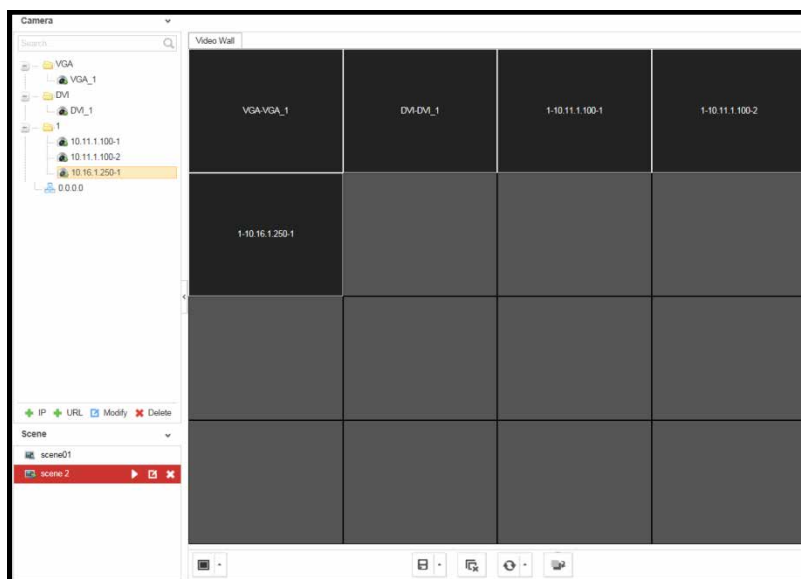 Camera
Search
VGA
VGA_1
DVI
DVI_1
1
10.11.1.100-1
10.11.1.100-2
10.16.1.250-1
0.0.0.0
IP URL Modify Delete
Scene
scene01
scene 2
Video Wall
VGA-VGA_1 DVI-DVI_1 1-10.11.1.100-1 1-10.11.1.100-2
1-10.16.1.250-1